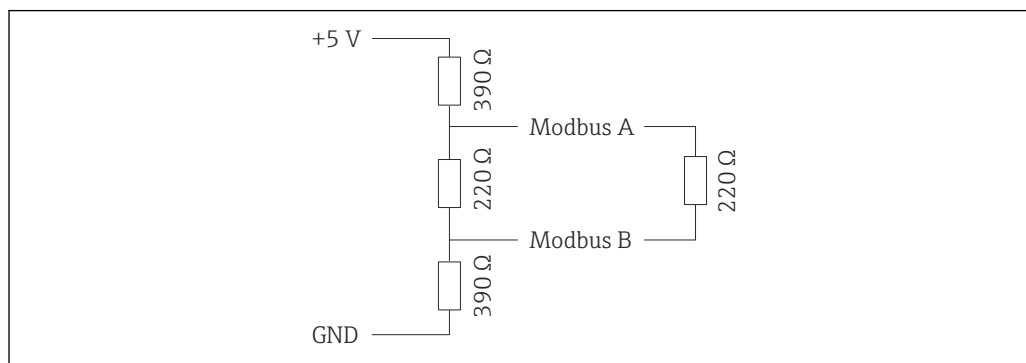 +5 V
390 Ω
Modbus A
220 Ω
220 Ω
Modbus B
390 Ω
GND